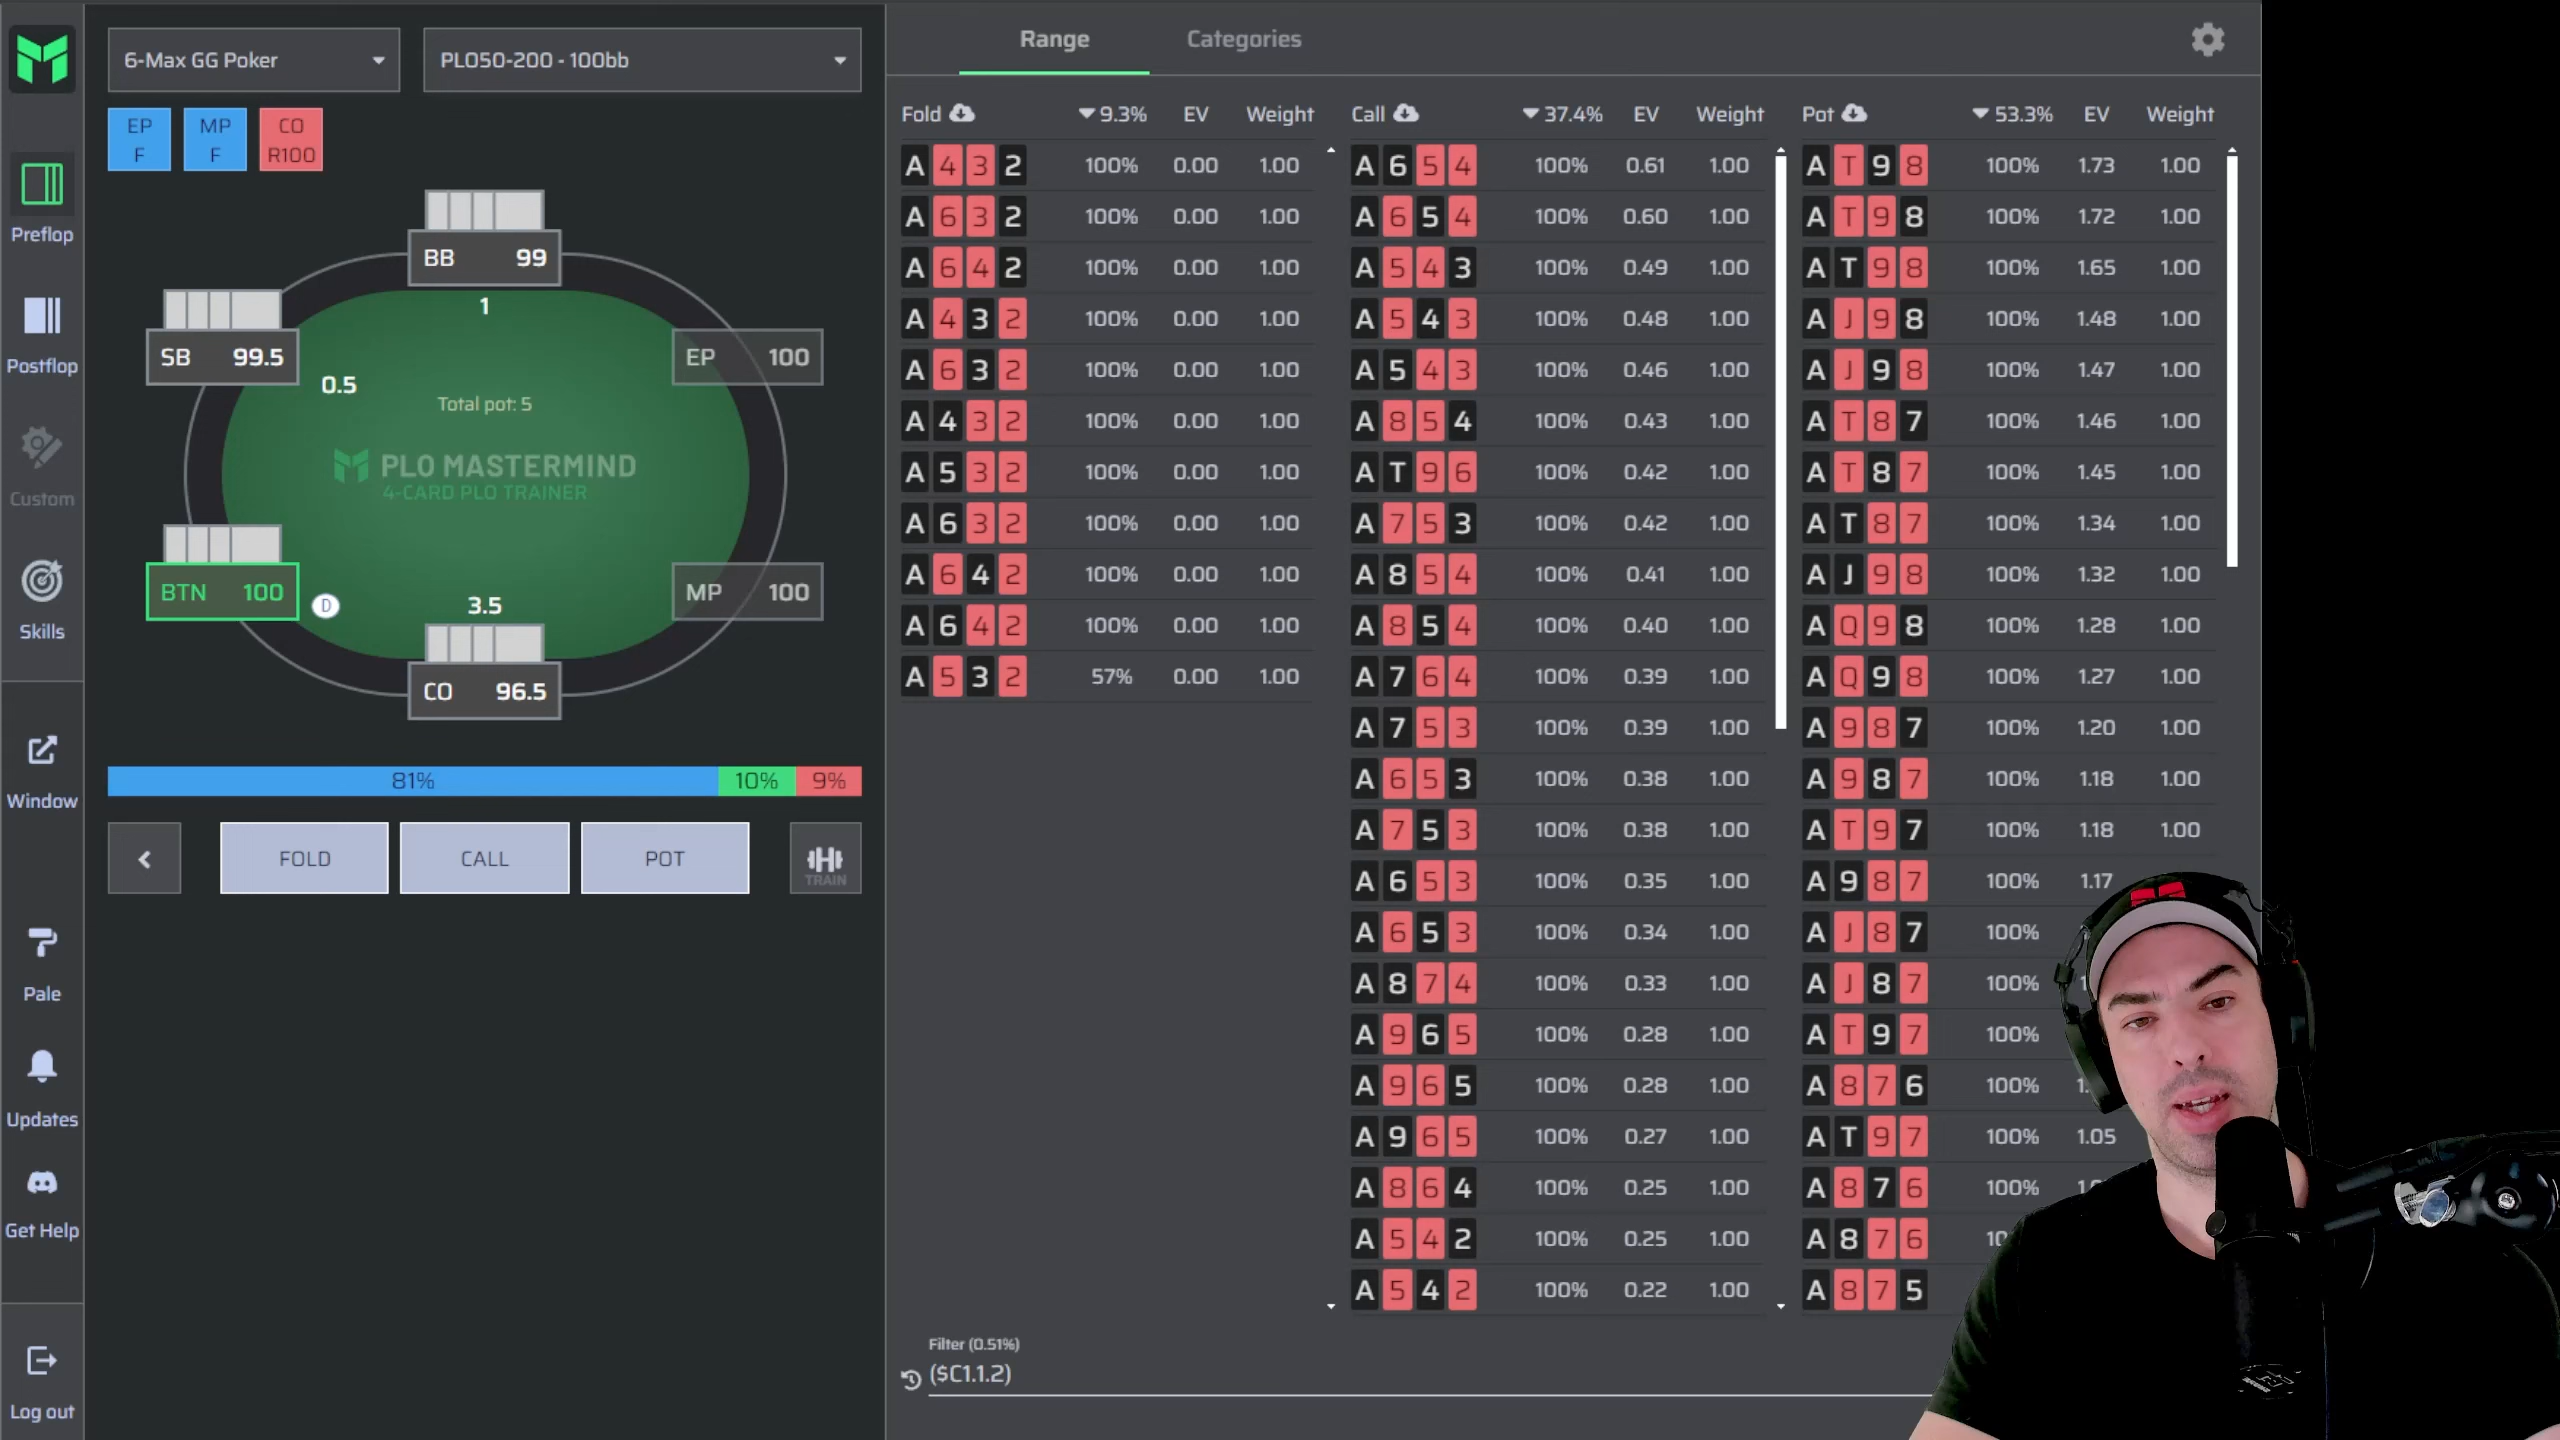 6-Max GG Poker
PLO50-200 - 100bb
EP
F
MP
F
CO
R100
Preflop
Postflop
Custom
Skills
Window
Pale
Updates
Get Help
Log out
BB 99
1
SB 99.5
0.5
EP 100
Total pot: 5
PLO MASTERMIND
4-CARD PLO TRAINER
BTN 100
D
MP 100
3.5
CO 96.5
81% 10% 9%
FOLD CALL POT
TRAIN
Range Categories
Fold 9.3% EV Weight
A 4 3 2 100% 0.00 1.00
A 6 3 2 100% 0.00 1.00
A 6 4 2 100% 0.00 1.00
A 4 3 2 100% 0.00 1.00
A 6 3 2 100% 0.00 1.00
A 4 3 2 100% 0.00 1.00
A 5 3 2 100% 0.00 1.00
A 6 3 2 100% 0.00 1.00
A 6 4 2 100% 0.00 1.00
A 6 4 2 100% 0.00 1.00
A 5 3 2 57% 0.00 1.00
Call 37.4% EV Weight
A 6 5 4 100% 0.61 1.00
A 6 5 4 100% 0.60 1.00
A 5 4 3 100% 0.49 1.00
A 5 4 3 100% 0.48 1.00
A 5 4 3 100% 0.46 1.00
A 8 5 4 100% 0.43 1.00
A T 9 6 100% 0.42 1.00
A 7 5 3 100% 0.42 1.00
A 8 5 4 100% 0.41 1.00
A 8 5 4 100% 0.40 1.00
A 7 6 4 100% 0.39 1.00
A 7 5 3 100% 0.39 1.00
A 6 5 3 100% 0.38 1.00
A 7 5 3 100% 0.38 1.00
A 6 5 3 100% 0.35 1.00
A 6 5 3 100% 0.34 1.00
A 8 7 4 100% 0.33 1.00
A 9 6 5 100% 0.28 1.00
A 9 6 5 100% 0.28 1.00
A 9 6 5 100% 0.27 1.00
A 8 6 4 100% 0.25 1.00
A 5 4 2 100% 0.25 1.00
A 5 4 2 100% 0.22 1.00
Pot 53.3% EV Weight
A T 9 8 100% 1.73 1.00
A T 9 8 100% 1.72 1.00
A T 9 8 100% 1.65 1.00
A J 9 8 100% 1.48 1.00
A J 9 8 100% 1.47 1.00
A T 8 7 100% 1.46 1.00
A T 8 7 100% 1.45 1.00
A T 8 7 100% 1.34 1.00
A J 9 8 100% 1.32 1.00
A Q 9 8 100% 1.28 1.00
A Q 9 8 100% 1.27 1.00
A 9 8 7 100% 1.20 1.00
A 9 8 7 100% 1.18 1.00
A T 9 7 100% 1.18 1.00
A 9 8 7 100% 1.17
A J 8 7 100%
A J 8 7 100%
A T 9 7 100%
A 8 7 6 100%
A T 9 7 100% 1.05
A 8 7 6 100%
A 8 7 6
A 8 7 5
Filter (0.51%)
($C1.1.2)